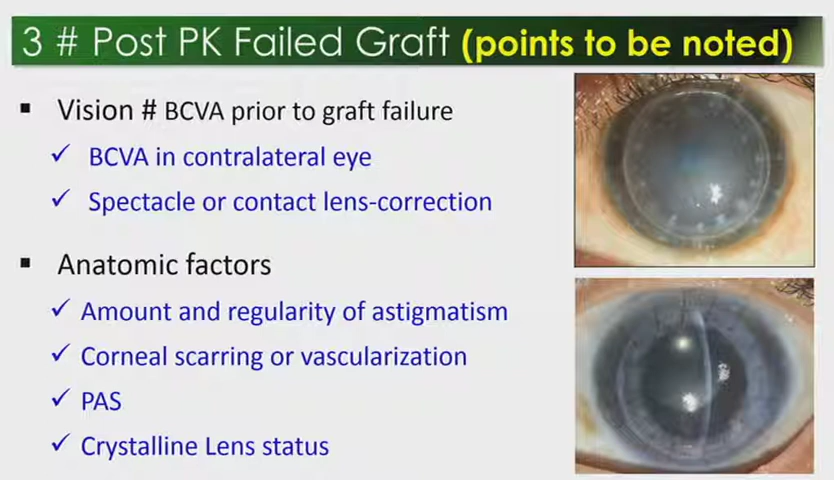 3 # Post PK Failed Graft (points to be noted)
▪ Vision # BCVA prior to graft failure
✓ BCVA in contralateral eye
✓ Spectacle or contact lens-correction
▪ Anatomic factors
✓ Amount and regularity of astigmatism
✓ Corneal scarring or vascularization
✓ PAS
✓ Crystalline Lens status